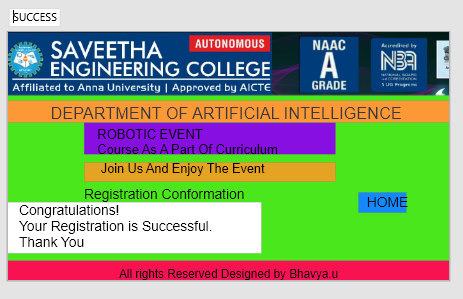 SUCCESS
SAVEETHA
ENGINEERING COLLEGE
AUTONOMOUS
Affiliated to Anna University | Approved by AICTE
NAAC
A
GRADE
Accredited by
NBA
DEPARTMENT OF ARTIFICIAL INTELLIGENCE
ROBOTIC EVENT
Course As A Part Of Curriculum
Join Us And Enjoy The Event
Registration Conformation
HOME
Congratulations!
Your Registration is Successful.
Thank You
All rights Reserved Designed by Bhavya.u